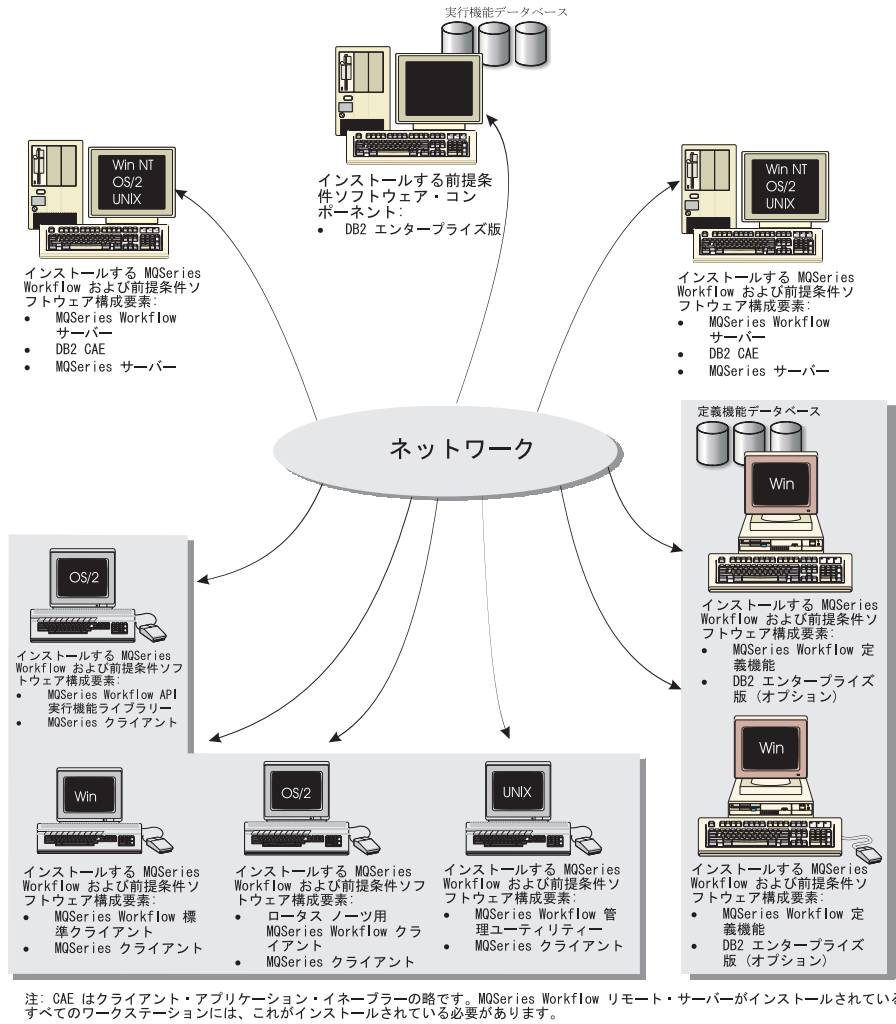 実行機能データベース
インストールする前提条
件ソフトウェア・コン
ポーネント:
• DB2 エンタープライズ版
Win NT
OS/2
UNIX
インストールする MQSeries
Workflow および前提条件ソ
フトウェア構成要素:
• MQSeries Workflow
サーバー
• DB2 CAE
• MQSeries サーバー
Win NT
OS/2
UNIX
インストールする MQSeries
Workflow および前提条件ソ
フトウェア構成要素:
• MQSeries Workflow
サーバー
• DB2 CAE
• MQSeries サーバー
ネットワーク
定義機能データベース
Win
インストールする MQSeries
Workflow および前提条件ソ
フトウェア構成要素:
• MQSeries Workflow 定
義機能
• DB2 エンタープライズ
版 (オプション)
OS/2
インストールする MQSeries
Workflow および前提条件ソフ
トウェア構成要素:
• MQSeries Workflow API
実行機能ライブラリー
• MQSeries クライアント
Win
インストールする MQSeries
Workflow および前提条件ソ
フトウェア構成要素:
• MQSeries Workflow 標
準クライアント
• MQSeries クライアント
OS/2
インストールする MQSeries
Workflow および前提条件ソフ
トウェア構成要素:
• ロータス ノーツ用
MQSeries Workflow クラ
イアント
• MQSeries クライアント
UNIX
インストールする MQSeries
Workflow および前提条件ソ
フトウェア構成要素:
• MQSeries Workflow 管
理ユーティリティー
• MQSeries クライアント
Win
インストールする MQSeries
Workflow および前提条件ソ
フトウェア構成要素:
• MQSeries Workflow 定
義機能
• DB2 エンタープライズ
版 (オプション)
注: CAE はクライアント・アプリケーション・イネーブラーの略です。MQSeries Workflow リモート・サーバーがインストールされている
すべてのワークステーションには、これがインストールされている必要があります。